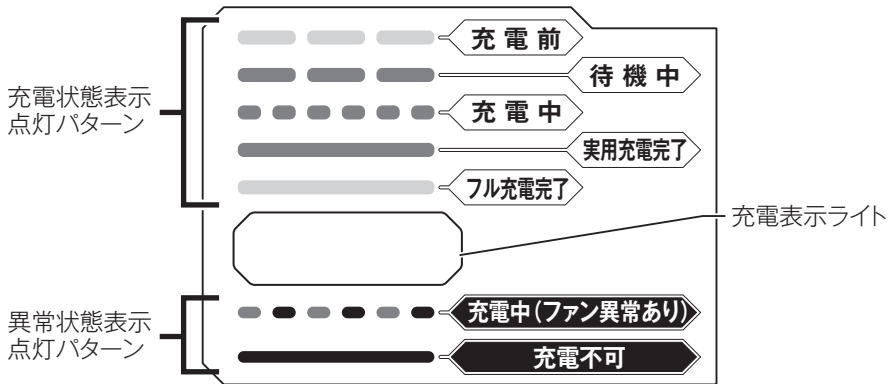 充電前
待機中
充電状態表示
点灯パターン
充電中
実用充電完了
フル充電完了
充電表示ライト
異常状態表示
点灯パターン
充電中(ファン異常あり)
充電不可